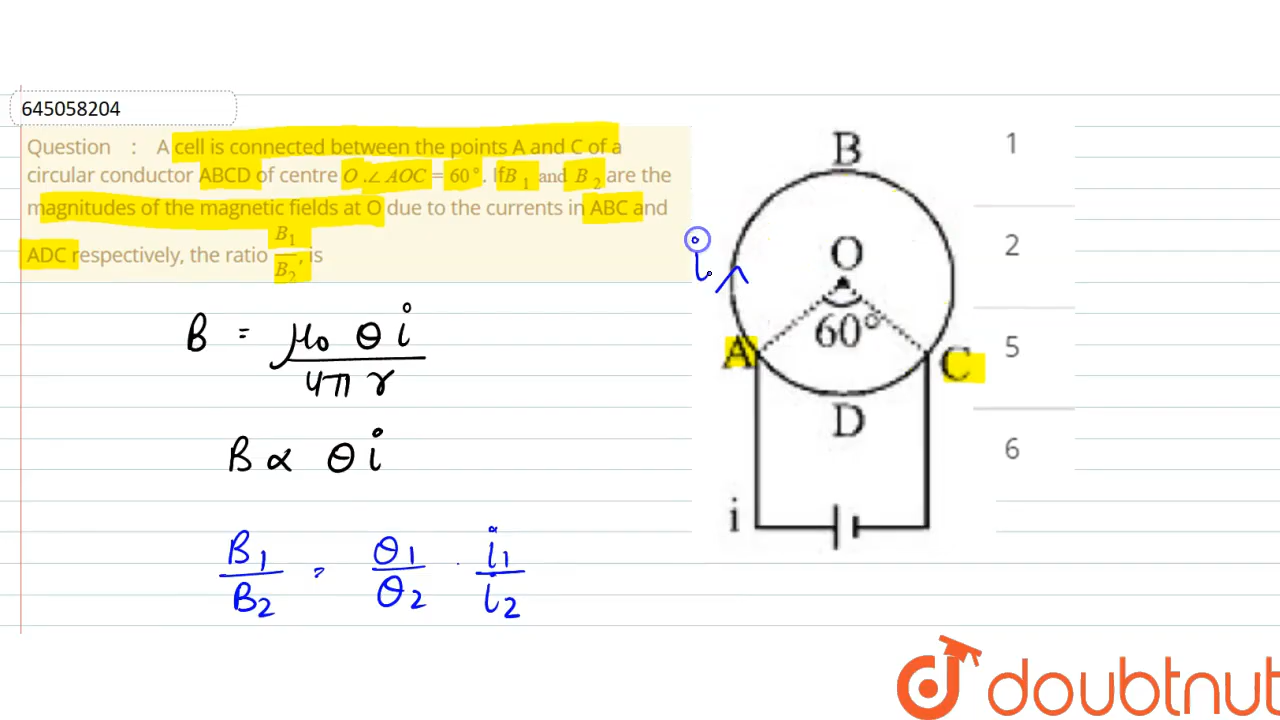 645058204
Question : A cell is connected between the points A and C of a
circular conductor ABCD of centre O .∠ AOC = 60°. IfB₁ and B₂ are the
magnitudes of the magnetic fields at O due to the currents in ABC and
ADC respectively, the ratio B₁/B₂, is
B = μ₀ θ i / 4π r
B ∝ θ i
B₁/B₂ = θ₁/θ₂ · i₁/i₂
B
i₁
O
60°
A
C
D
i
1
2
5
6
doubtnut